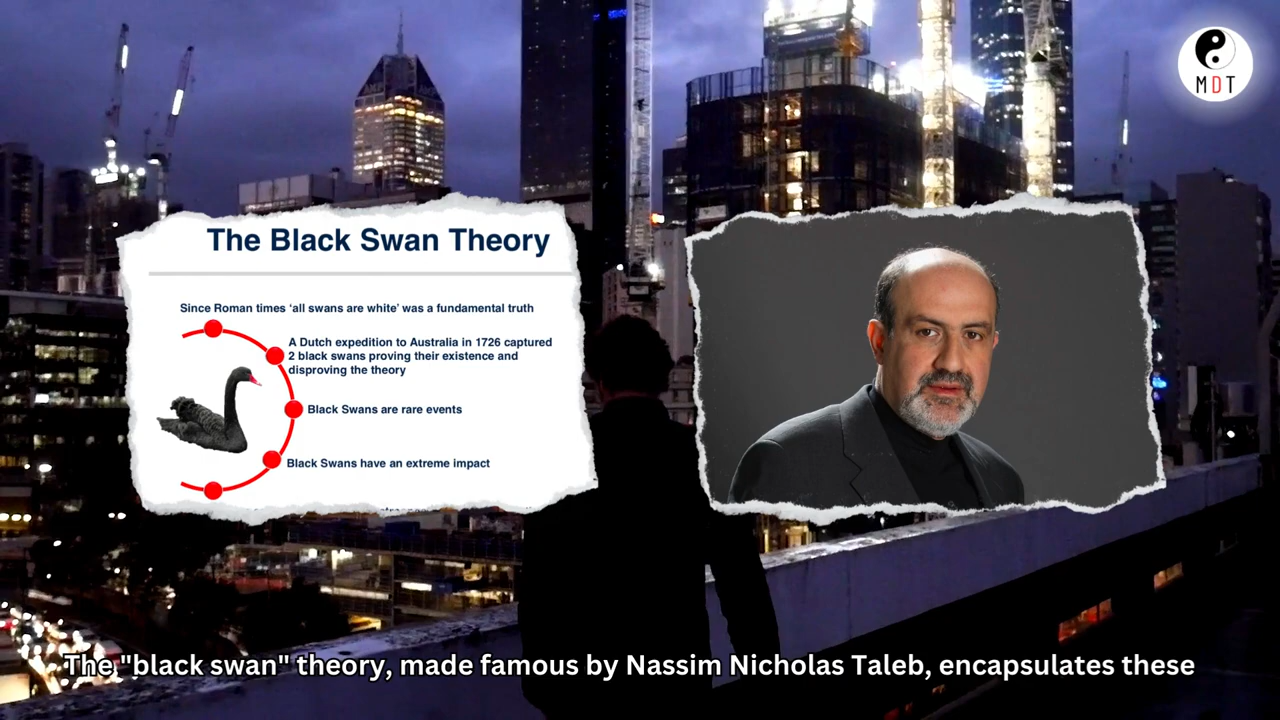 MDT
The Black Swan Theory
Since Roman times ‘all swans are white’ was a fundamental truth
A Dutch expedition to Australia in 1726 captured
2 black swans proving their existence and
disproving the theory
Black Swans are rare events
Black Swans have an extreme impact
The "black swan" theory, made famous by Nassim Nicholas Taleb, encapsulates these